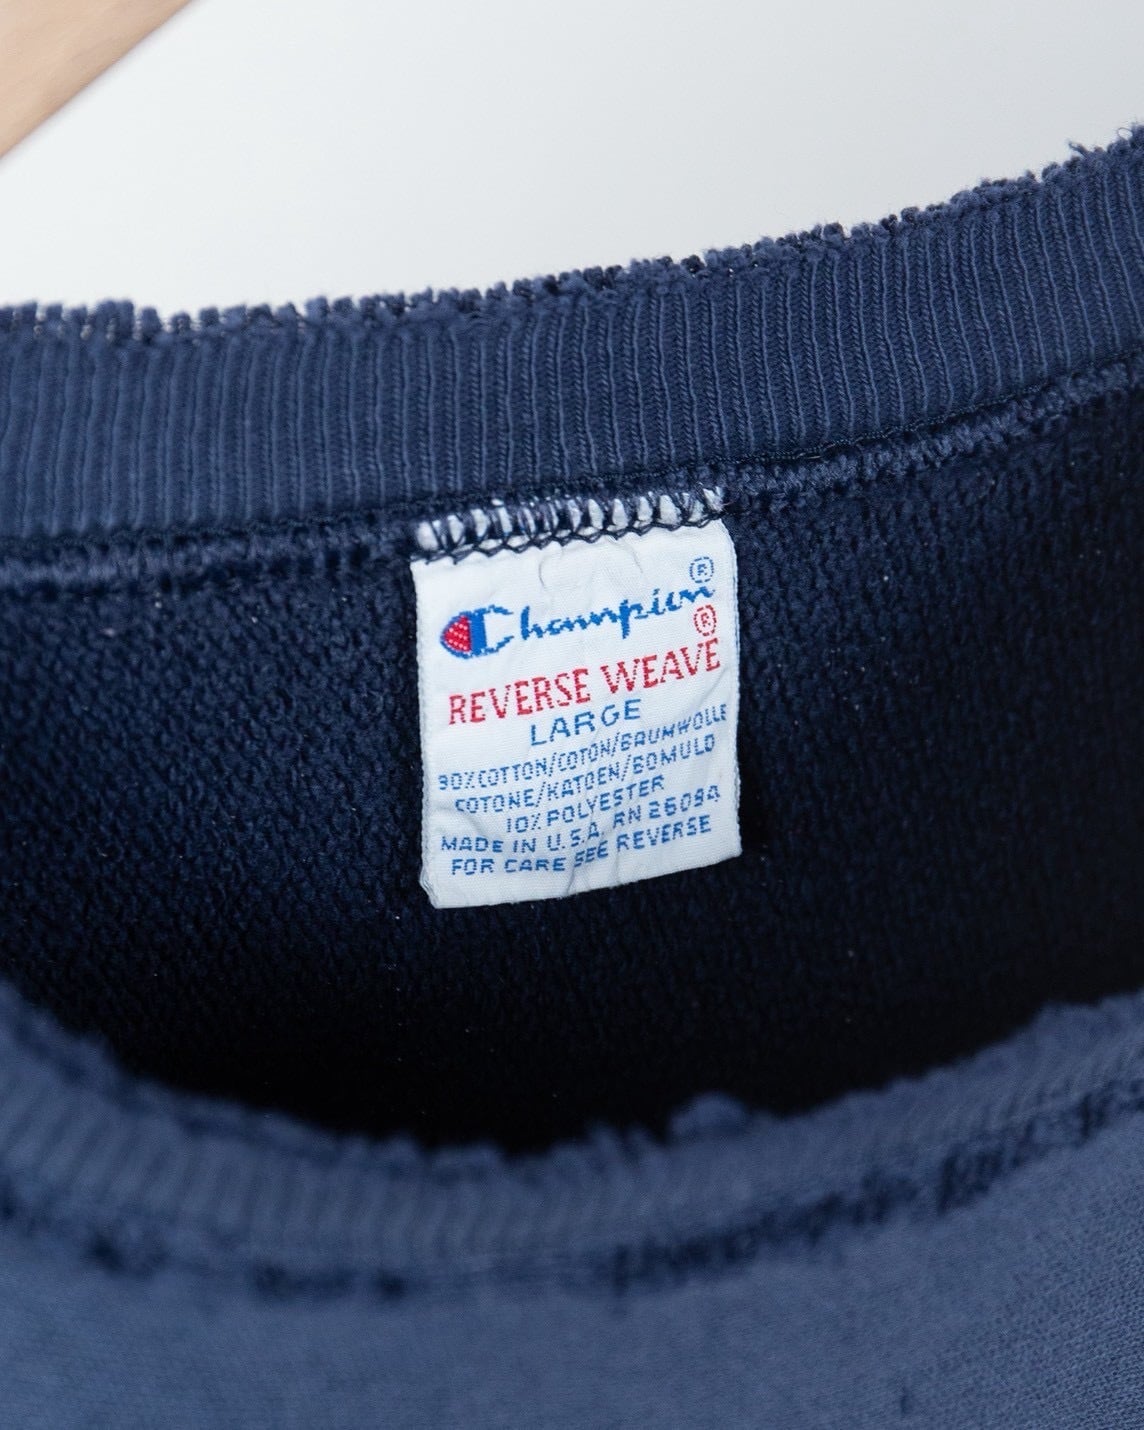 Champion®
REVERSE WEAVE®
LARGE
90% COTTON/COTON/BAUMWOLLE
COTONE/KATOEN/BOMULD
10% POLYESTER
MADE IN U.S.A. RN 26094
FOR CARE SEE REVERSE